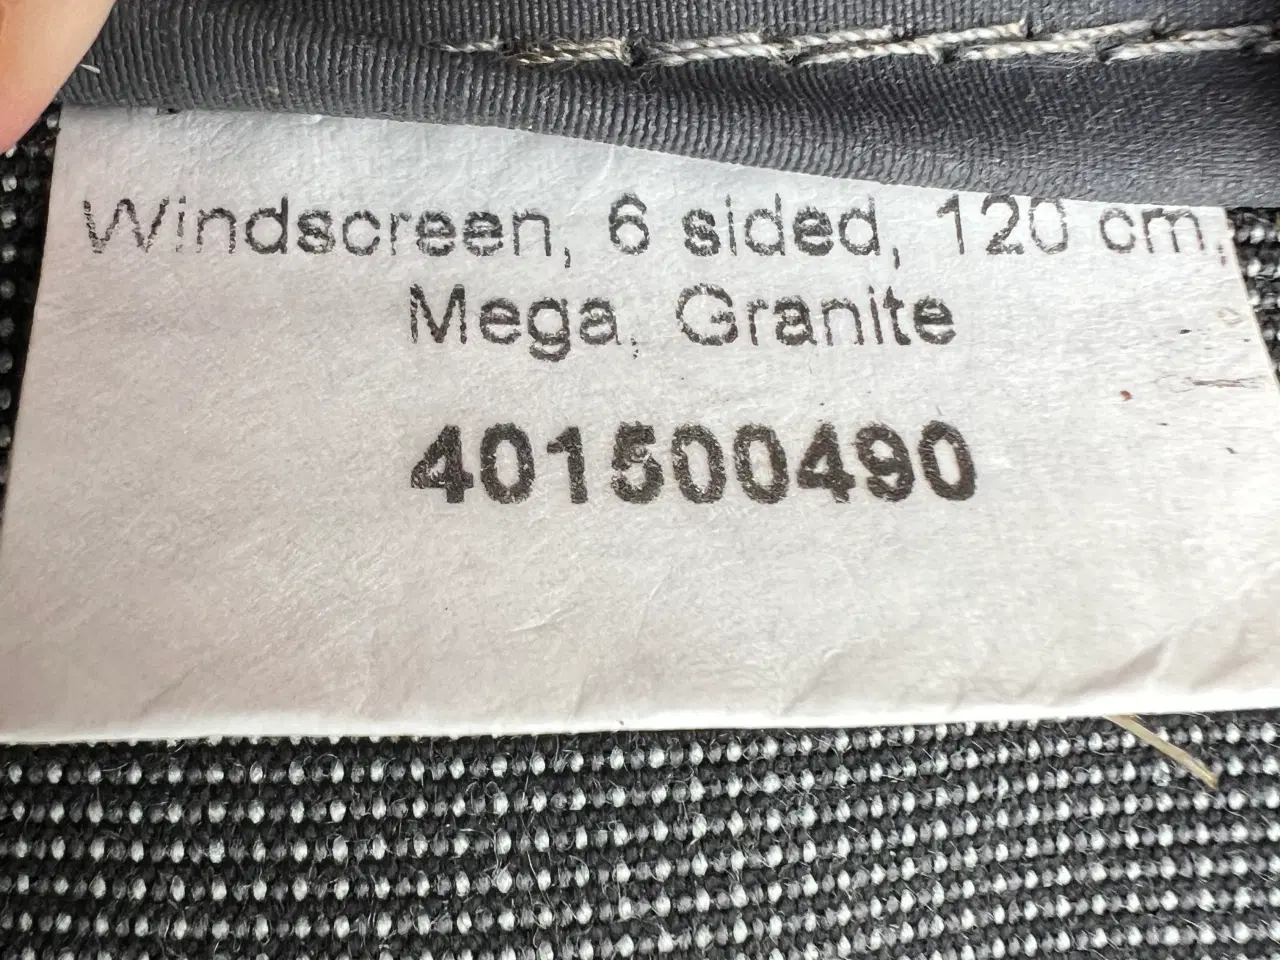 Windscreen, 6 sided, 120 cm,
Mega, Granite
401500490